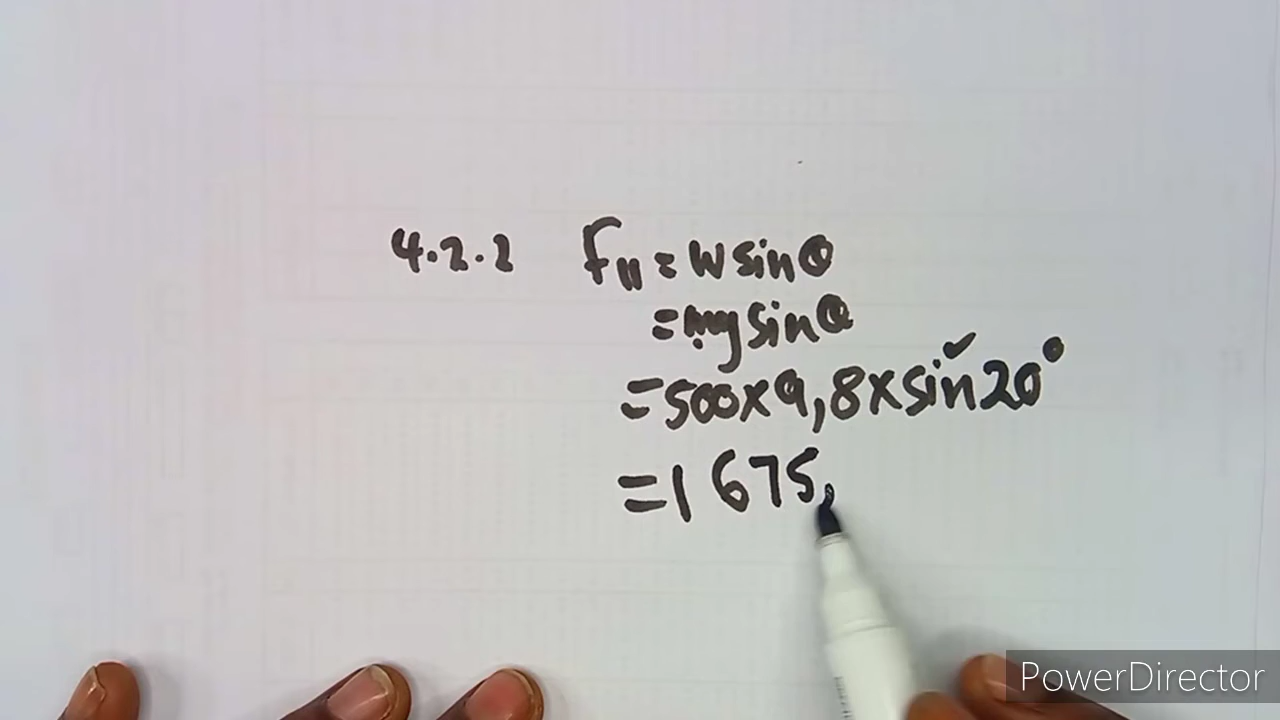 4.2.2 F|| = W sin θ
= mg sin θ
= 500 x 9,8 x sin 20° ✓
= 1 675,
PowerDirector